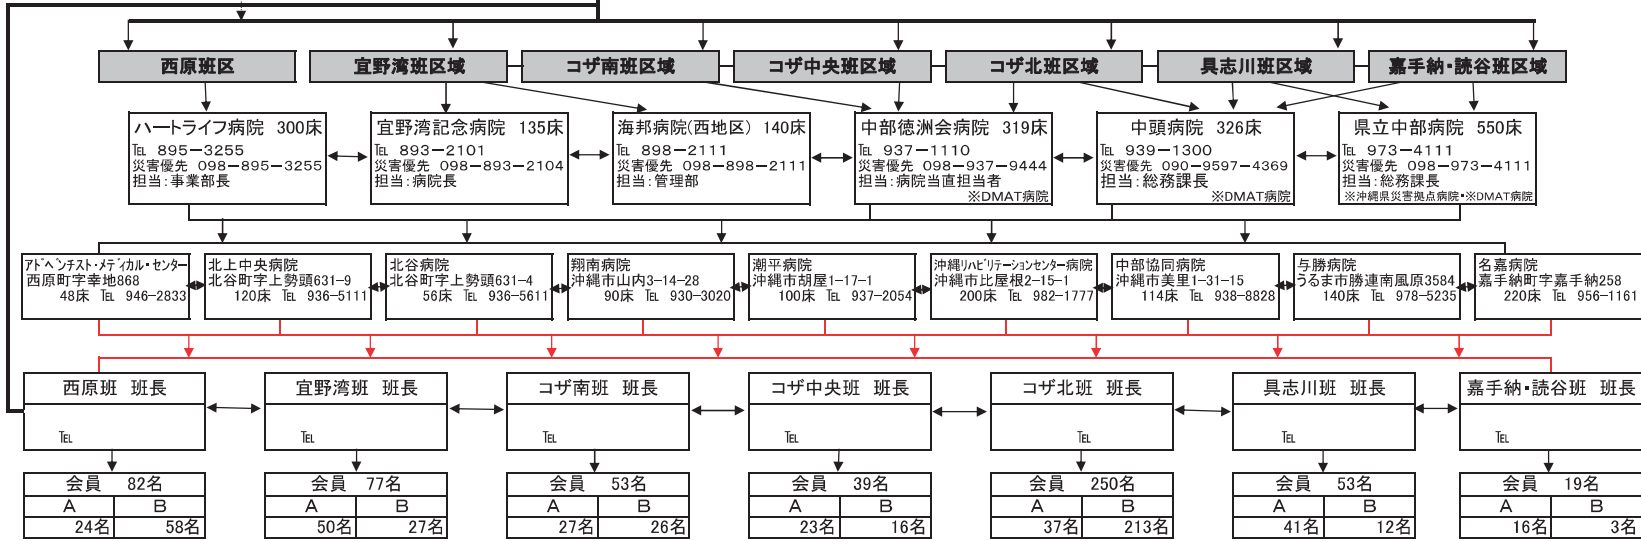 西原班区
宜野湾班区域
コザ南班区域
コザ中央班区域
コザ北班区域
具志川班区域
嘉手納・読谷班区域
ハートライフ病院 300床
℡ 895-3255
災害優先 098-895-3255
担当:事業部長
宜野湾記念病院 135床
℡ 893-2101
災害優先 098-893-2104
担当:病院長
海邦病院(西地区) 140床
℡ 898-2111
災害優先 098-898-2111
担当:管理部
中部徳洲会病院 319床
℡ 937-1110
災害優先 098-937-9444
担当:病院当直担当者
※DMAT病院
中頭病院 326床
℡ 939-1300
災害優先 090-9597-4369
担当:総務課長
※DMAT病院
県立中部病院 550床
℡ 973-4111
災害優先 098-973-4111
担当:総務課長
※沖縄県災害拠点病院・※DMAT病院
アドベンチスト・メディカル・センター
西原町字幸地868
48床 ℡ 946-2833
北上中央病院
北谷町字上勢頭631-9
120床 ℡ 936-5111
北谷病院
北谷町字上勢頭631-4
56床 ℡ 936-5611
翔南病院
沖縄市山内3-14-28
90床 ℡ 930-3020
潮平病院
沖縄市胡屋1-17-1
100床 ℡ 937-2054
沖縄リハビリテーションセンター病院
沖縄市比屋根2-15-1
200床 ℡ 982-1777
中部協同病院
沖縄市美里1-31-15
114床 ℡ 938-8828
与勝病院
うるま市勝連南風原3584
140床 ℡ 978-5235
名嘉病院
嘉手納町字嘉手納258
220床 ℡ 956-1161
西原班 班長
℡
宜野湾班 班長
℡
コザ南班 班長
℡
コザ中央班 班長
℡
コザ北班 班長
℡
具志川班 班長
℡
嘉手納・読谷班 班長
℡
会員 82名
A B
24名 58名
会員 77名
A B
50名 27名
会員 53名
A B
27名 26名
会員 39名
A B
23名 16名
会員 250名
A B
37名 213名
会員 53名
A B
41名 12名
会員 19名
A B
16名 3名